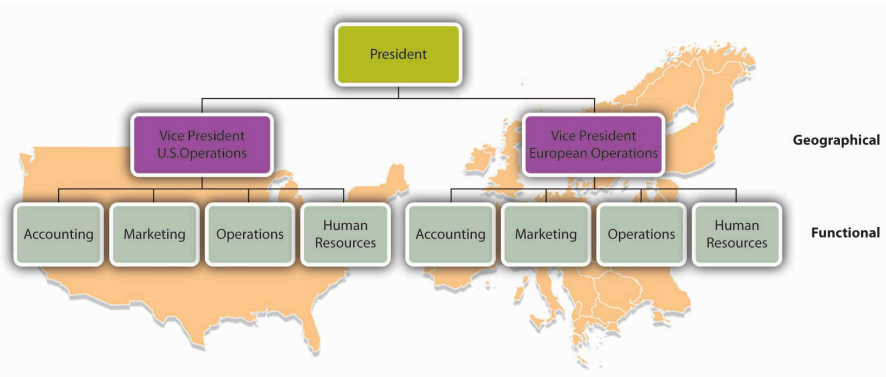 President
Vice President
U.S.Operations
Vice President
European Operations
Geographical
Accounting
Marketing
Operations
Human
Resources
Accounting
Marketing
Operations
Human
Resources
Functional